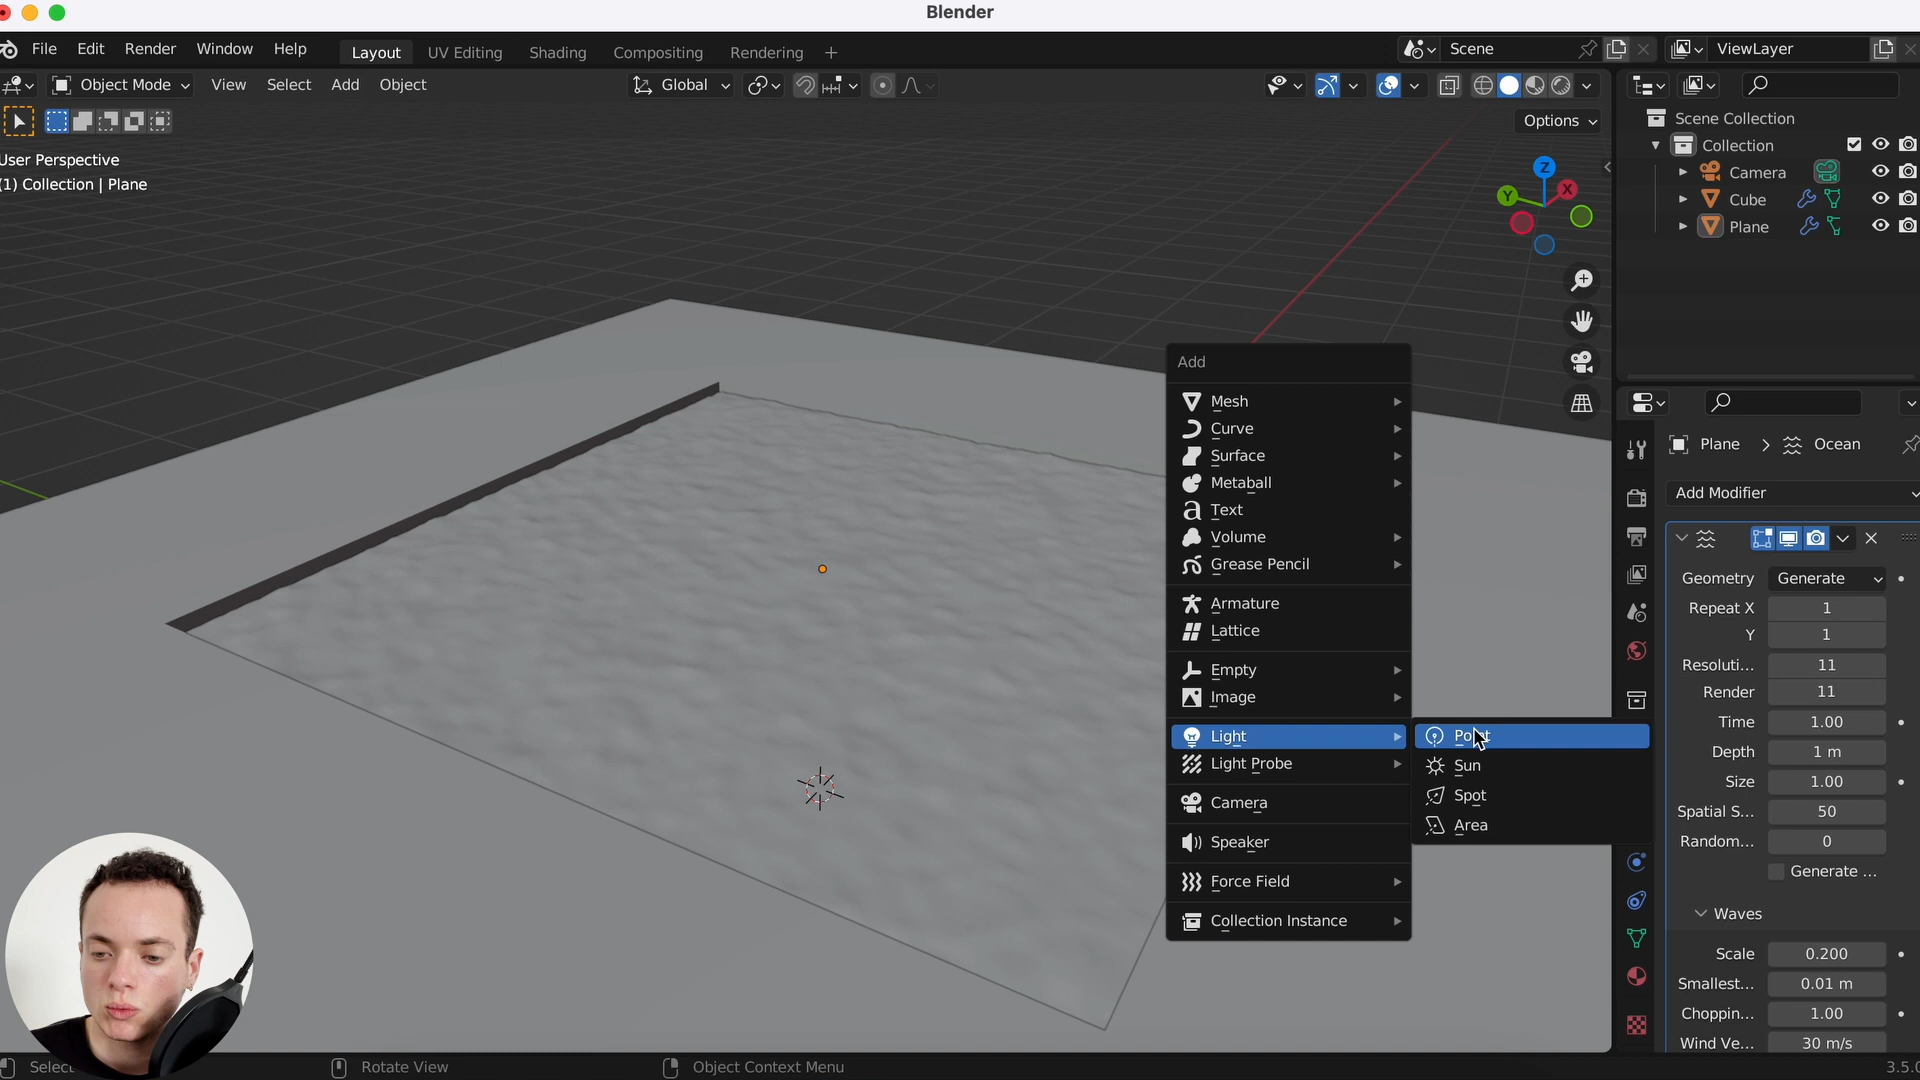 Blender
File Edit Render Window Help
Layout UV Editing Shading Compositing Rendering +
Scene
ViewLayer
Object Mode View Select Add Object
Global
Options
User Perspective
(1) Collection | Plane
Z
X
Y
Scene Collection
Collection
Camera
Cube
Plane
Plane > Ocean
Add Modifier
Geometry Generate
Repeat X 1
Y 1
Resoluti... 11
Render 11
Time 1.00
Depth 1 m
Size 1.00
Spatial S... 50
Random... 0
Generate ...
Waves
Scale 0.200
Smallest... 0.01 m
Choppin... 1.00
Wind Ve... 30 m/s
Add
Mesh
Curve
Surface
Metaball
Text
Volume
Grease Pencil
Armature
Lattice
Empty
Image
Light
Light Probe
Camera
Speaker
Force Field
Collection Instance
Point
Sun
Spot
Area
Select
Rotate View
Object Context Menu
3.5.0